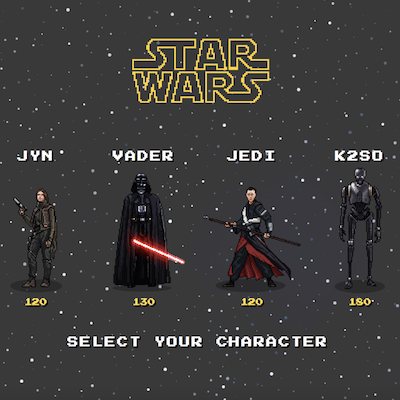 STAR
WARS
JYN VADER JEDI K2SO
120 130 120 180
SELECT YOUR CHARACTER